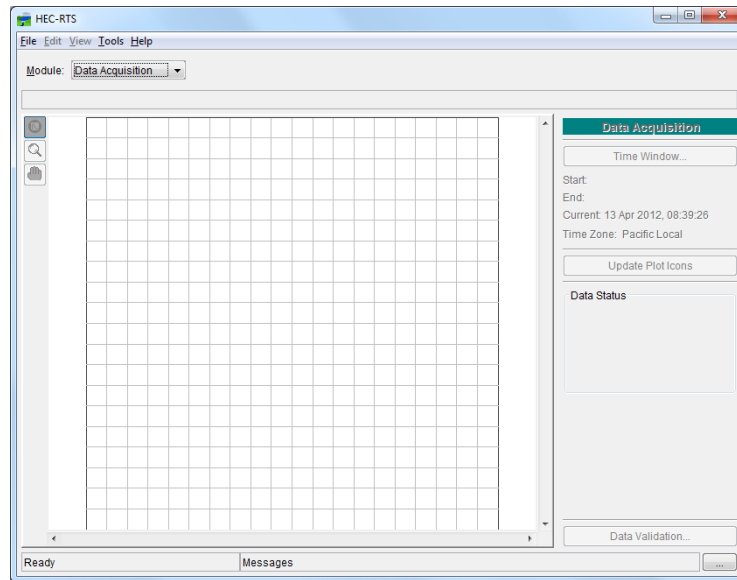 HEC-RTS
File Edit View Tools Help
Module: Data Acquisition
Data Acquisition
Time Window...
Start:
End:
Current: 13 Apr 2012, 08:39:26
Time Zone: Pacific Local
Update Plot Icons
Data Status
Data Validation...
Ready
Messages
...